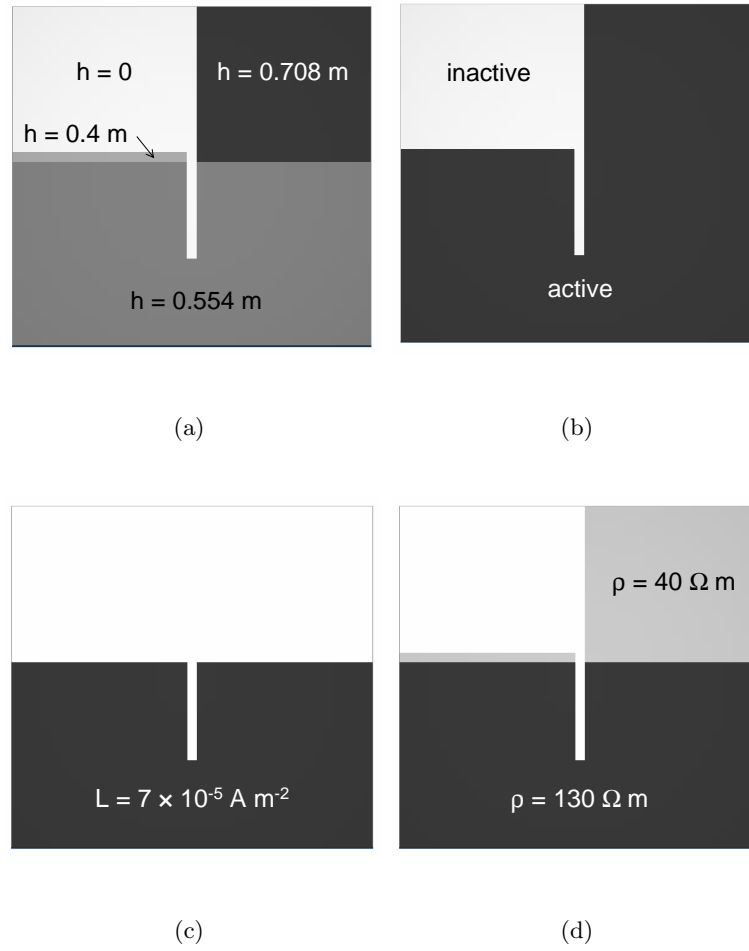 h = 0
h = 0.708 m
h = 0.4 m
h = 0.554 m
(a)
inactive
active
(b)
L = 7 × 10⁻⁵ A m⁻²
(c)
ρ = 40 Ω m
ρ = 130 Ω m
(d)